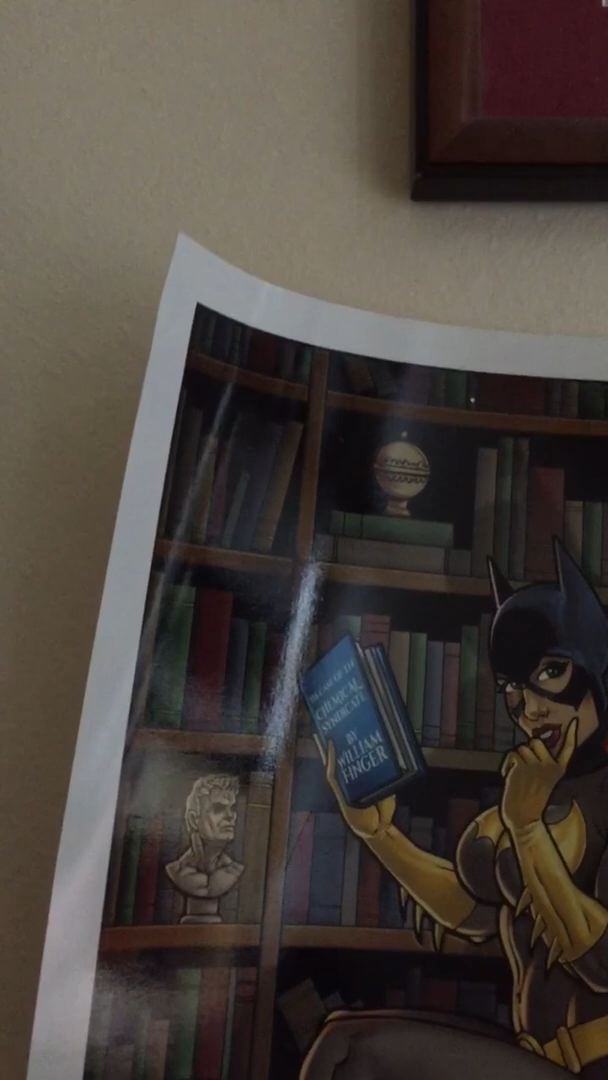 THE CASE OF THE
CHEMICAL
SYNDICATE
BY
WILLIAM
FINGER